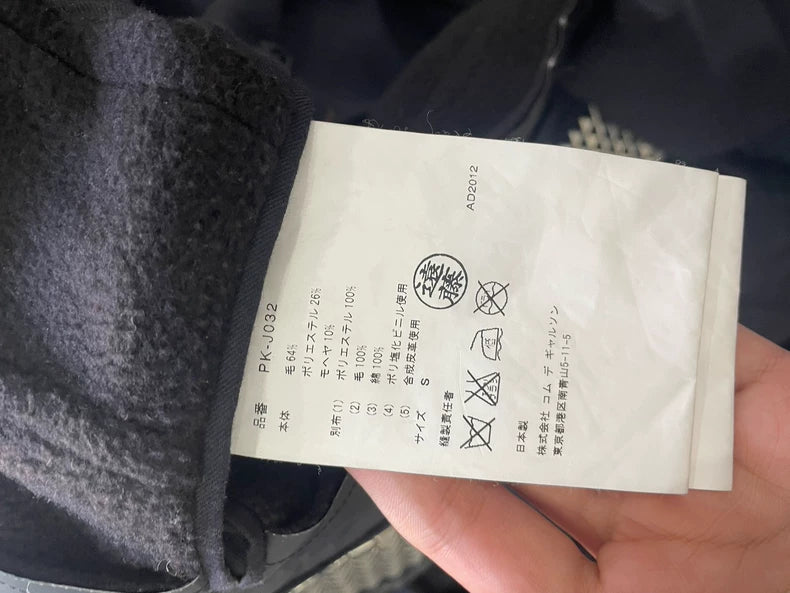 品番 PK-J032
本体 毛 64%
ポリエステル 26%
モヘヤ 10%
別布(1) ポリエステル 100%
(2) 毛 100%
(3) 綿 100%
(4) ポリ塩化ビニル使用
(5) 合成皮革使用
サイズ S
縫製責任者 遠藤
日本製
株式会社 コム デ ギャルソン
東京都港区南青山5-11-5
AD2012